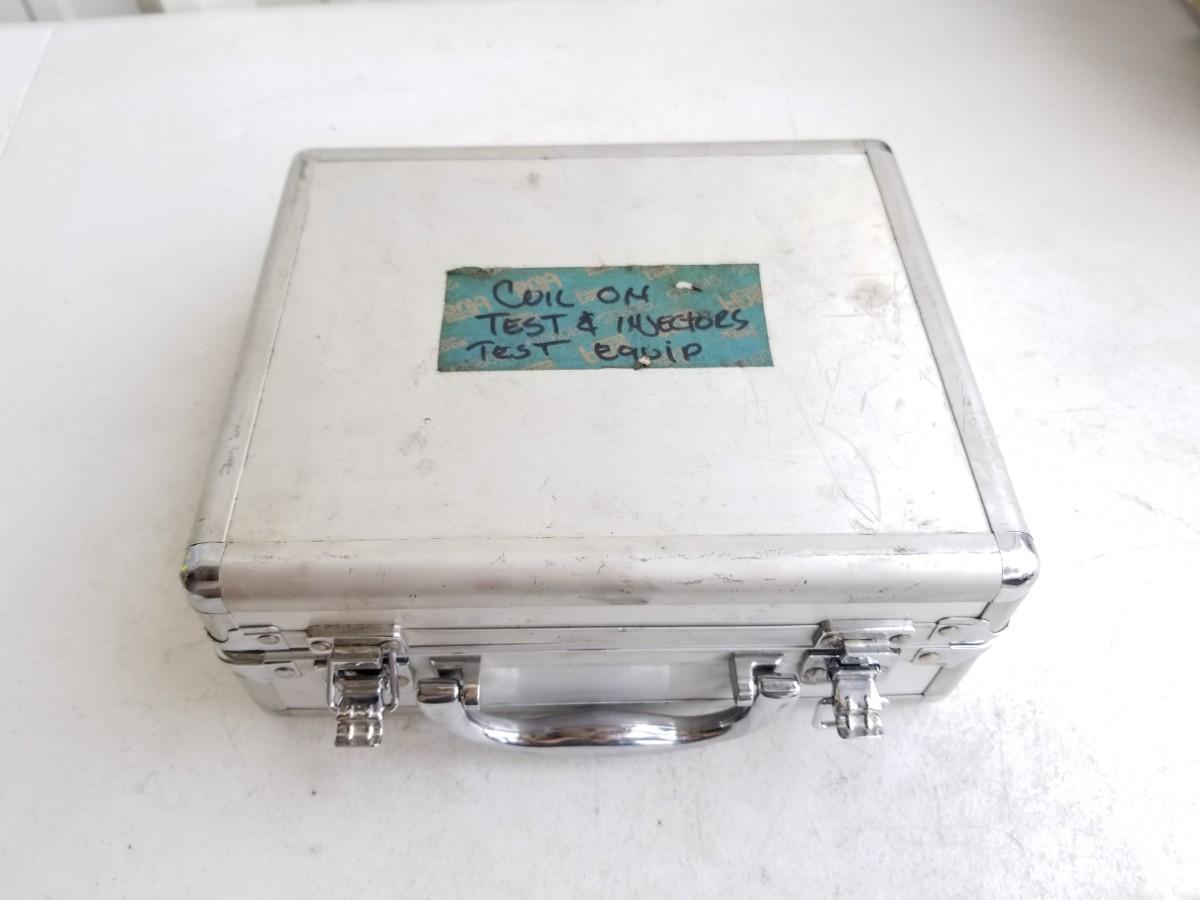 COIL ON
TEST & INJECTORS
TEST EQUIP